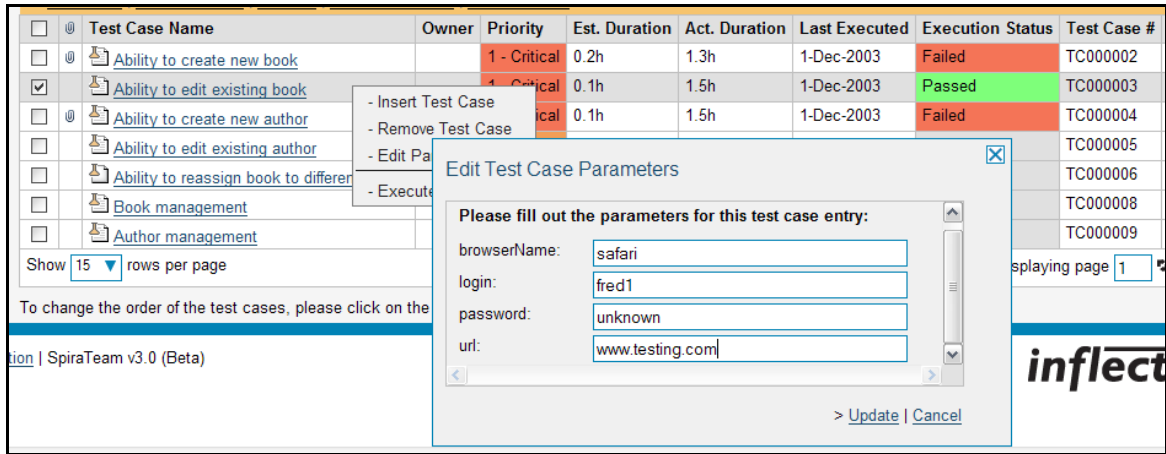 Test Case Name Owner Priority Est. Duration Act. Duration Last Executed Execution Status Test Case #
Ability to create new book 1 - Critical 0.2h 1.3h 1-Dec-2003 Failed TC000002
Ability to edit existing book 1 - Critical 0.1h 1.5h 1-Dec-2003 Passed TC000003
Ability to create new author ical 0.1h 1.5h 1-Dec-2003 Failed TC000004
Ability to edit existing author TC000005
Ability to reassign book to differen TC000006
Book management TC000008
Author management TC000009
- Insert Test Case
- Remove Test Case
- Edit Pa
- Execute
Edit Test Case Parameters
Please fill out the parameters for this test case entry:
browserName: safari
login: fred1
password: unknown
url: www.testing.com
> Update | Cancel
Show 15 rows per page
splaying page 1
To change the order of the test cases, please click on the
tion | SpiraTeam v3.0 (Beta)
inflect